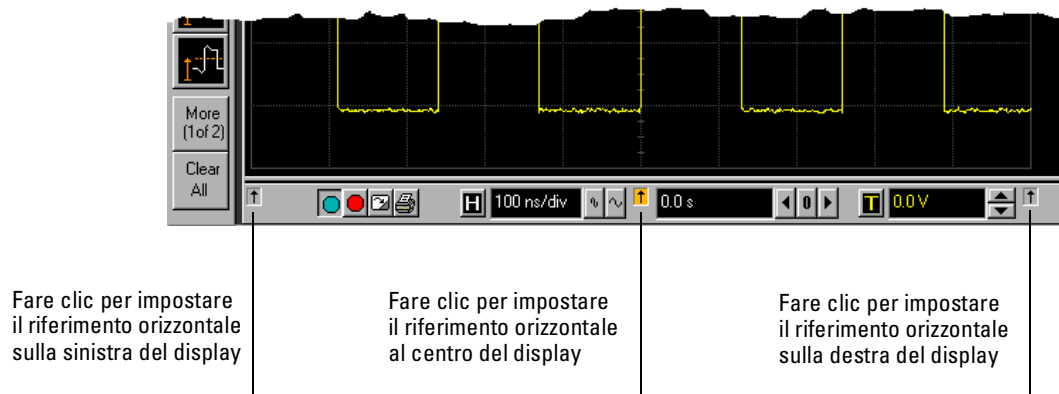 More
(1of 2)
Clear
All
H 100 ns/div 0.0 s 0 T 0.0 V
Fare clic per impostare
il riferimento orizzontale
sulla sinistra del display
Fare clic per impostare
il riferimento orizzontale
al centro del display
Fare clic per impostare
il riferimento orizzontale
sulla destra del display